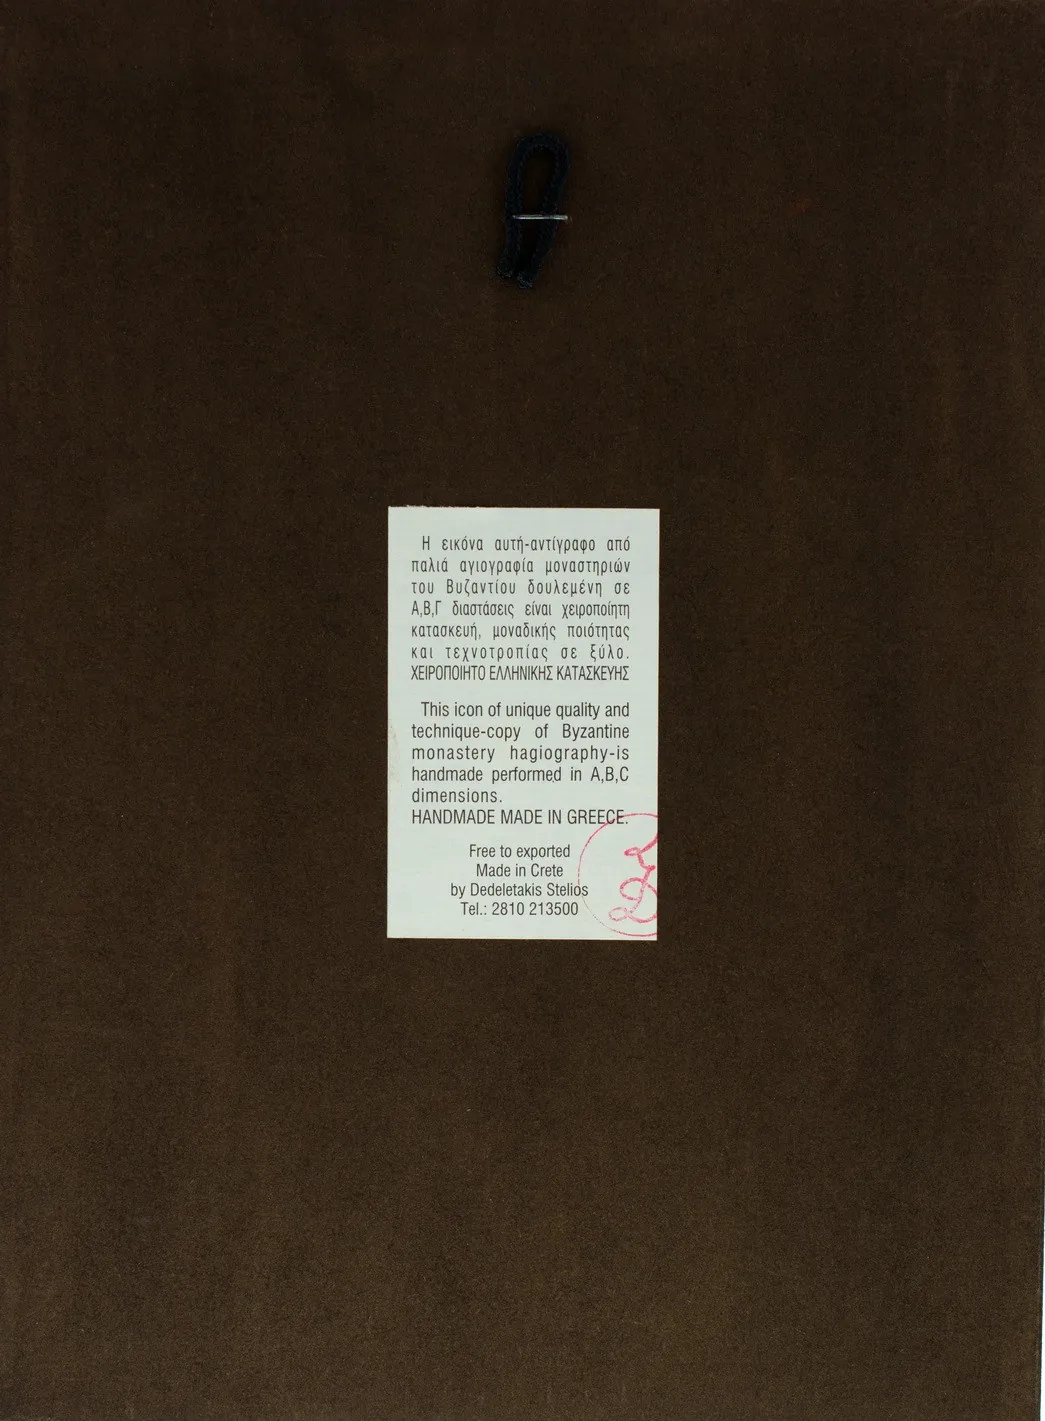 Η εικόνα αυτή-αντίγραφο από
παλιά αγιογραφία μοναστηριών
του Βυζαντίου δουλεμένη σε
Α,Β,Γ διαστάσεις είναι χειροποίητη
κατασκευή, μοναδικής ποιότητας
και τεχνοτροπίας σε ξύλο.
ΧΕΙΡΟΠΟΙΗΤΟ ΕΛΛΗΝΙΚΗΣ ΚΑΤΑΣΚΕΥΗΣ
This icon of unique quality and
technique-copy of Byzantine
monastery hagiography-is
handmade performed in A,B,C
dimensions.
HANDMADE MADE IN GREECE.
Free to exported
Made in Crete
by Dedeletakis Stelios
Tel.: 2810 213500